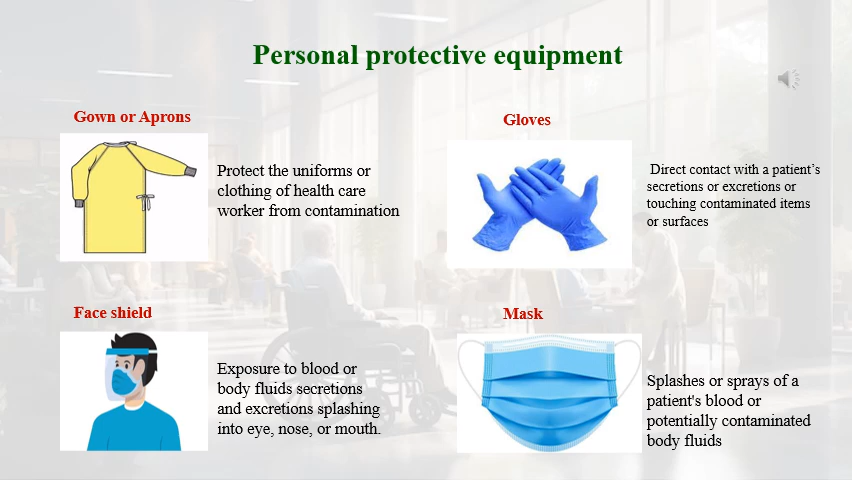 Personal protective equipment
Gown or Aprons
Protect the uniforms or
clothing of health care
worker from contamination
Gloves
Direct contact with a patient’s
secretions or excretions or
touching contaminated items
or surfaces
Face shield
Exposure to blood or
body fluids secretions
and excretions splashing
into eye, nose, or mouth.
Mask
Splashes or sprays of a
patient's blood or
potentially contaminated
body fluids